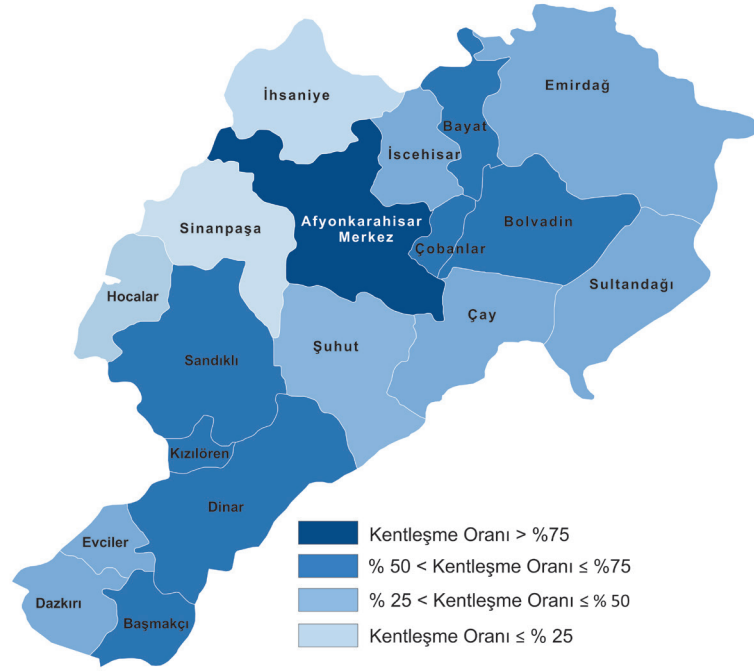 Emirdağ
İhsaniye
Bayat
İscehisar
Afyonkarahisar
Merkez
Sinanpaşa
Bolvadin
Çobanlar
Sultandağı
Hocalar
Çay
Şuhut
Sandıklı
Kızılören
Dinar
Evciler
Dazkırı
Başmakçı
Kentleşme Oranı > %75
% 50 < Kentleşme Oranı ≤ %75
% 25 < Kentleşme Oranı ≤ % 50
Kentleşme Oranı ≤ % 25